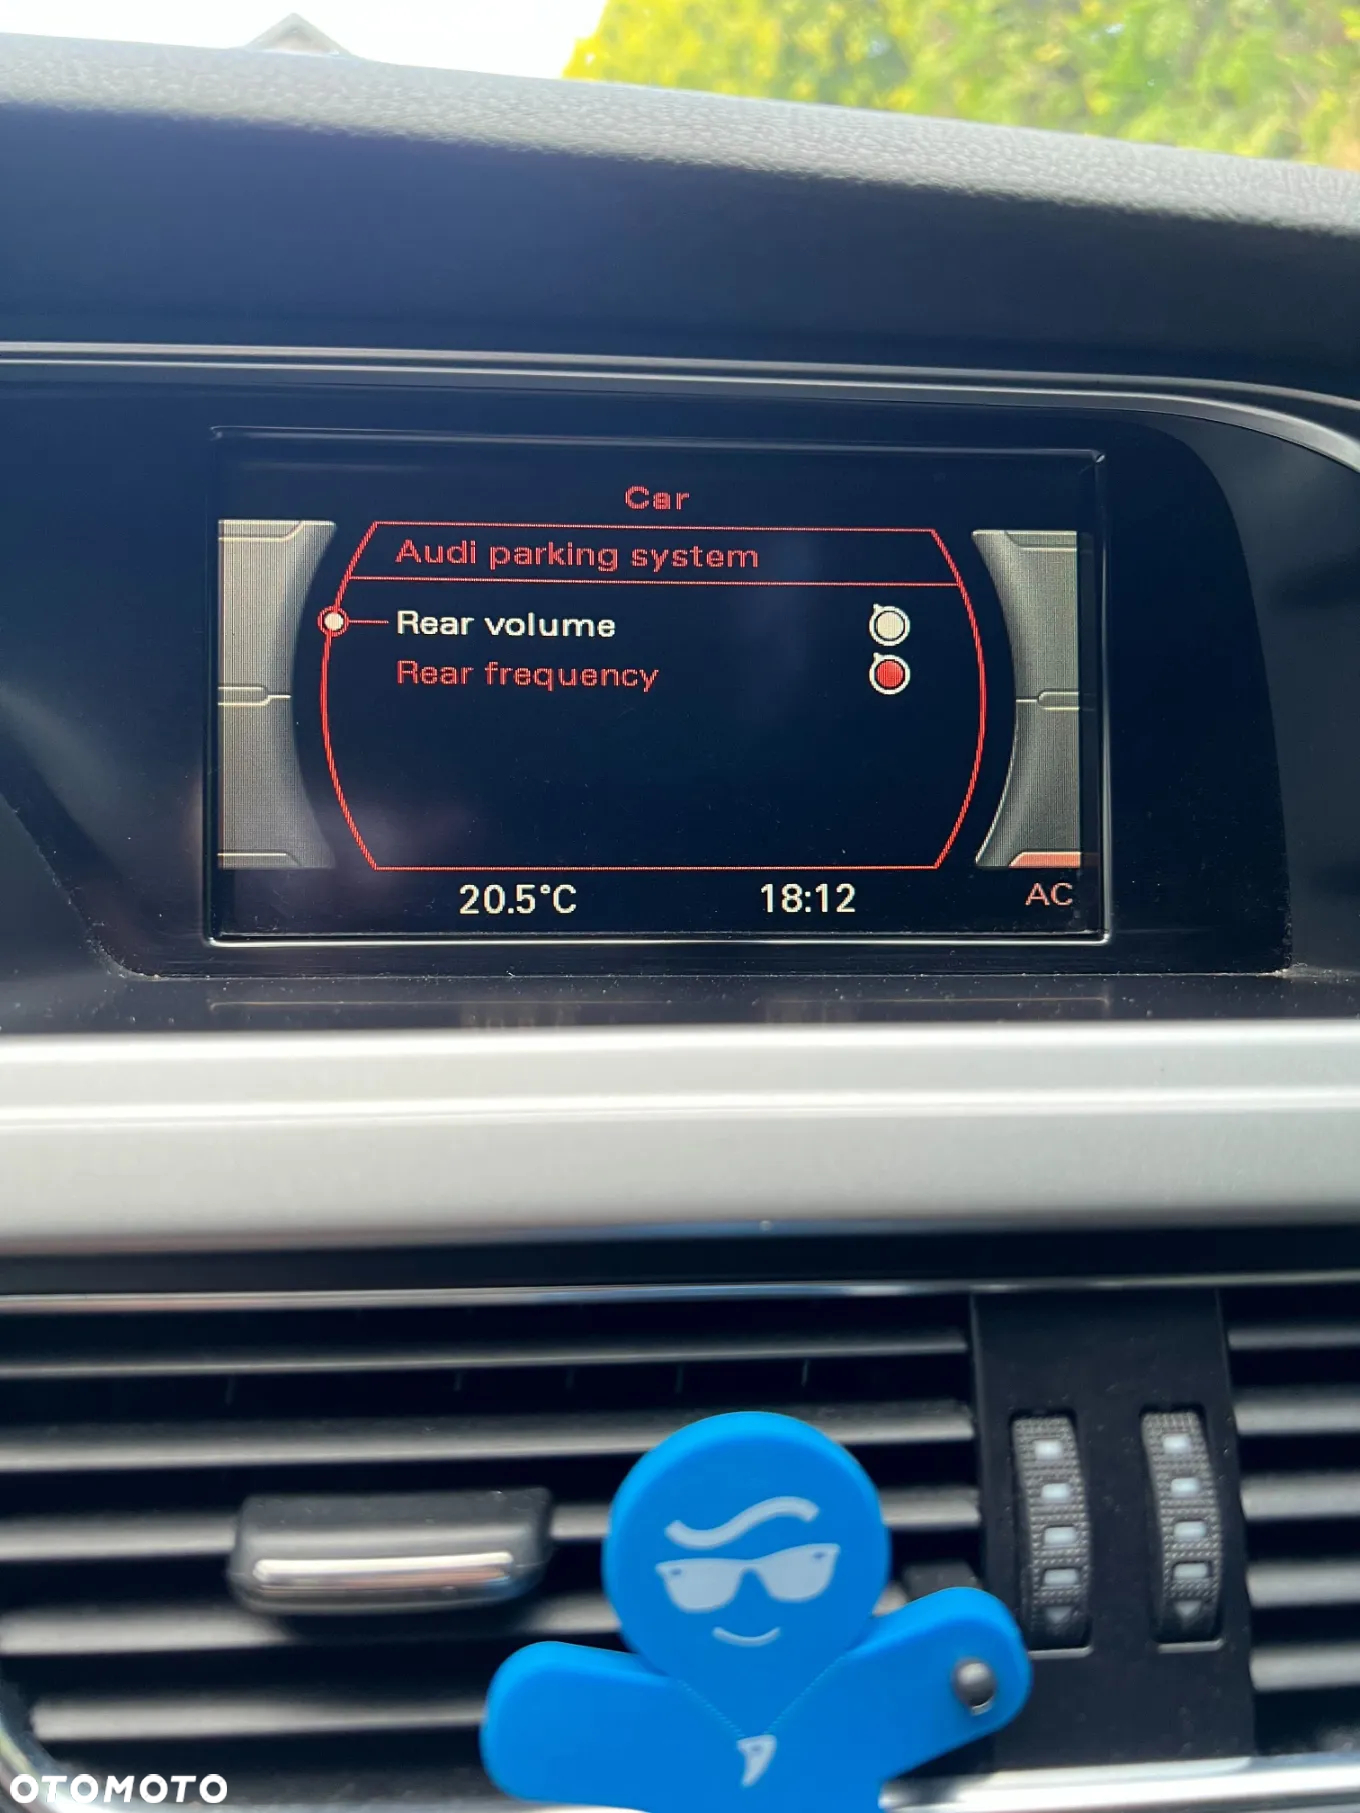 Car
Audi parking system
Rear volume
Rear frequency
20.5°C 18:12 AC
OTOMOTO